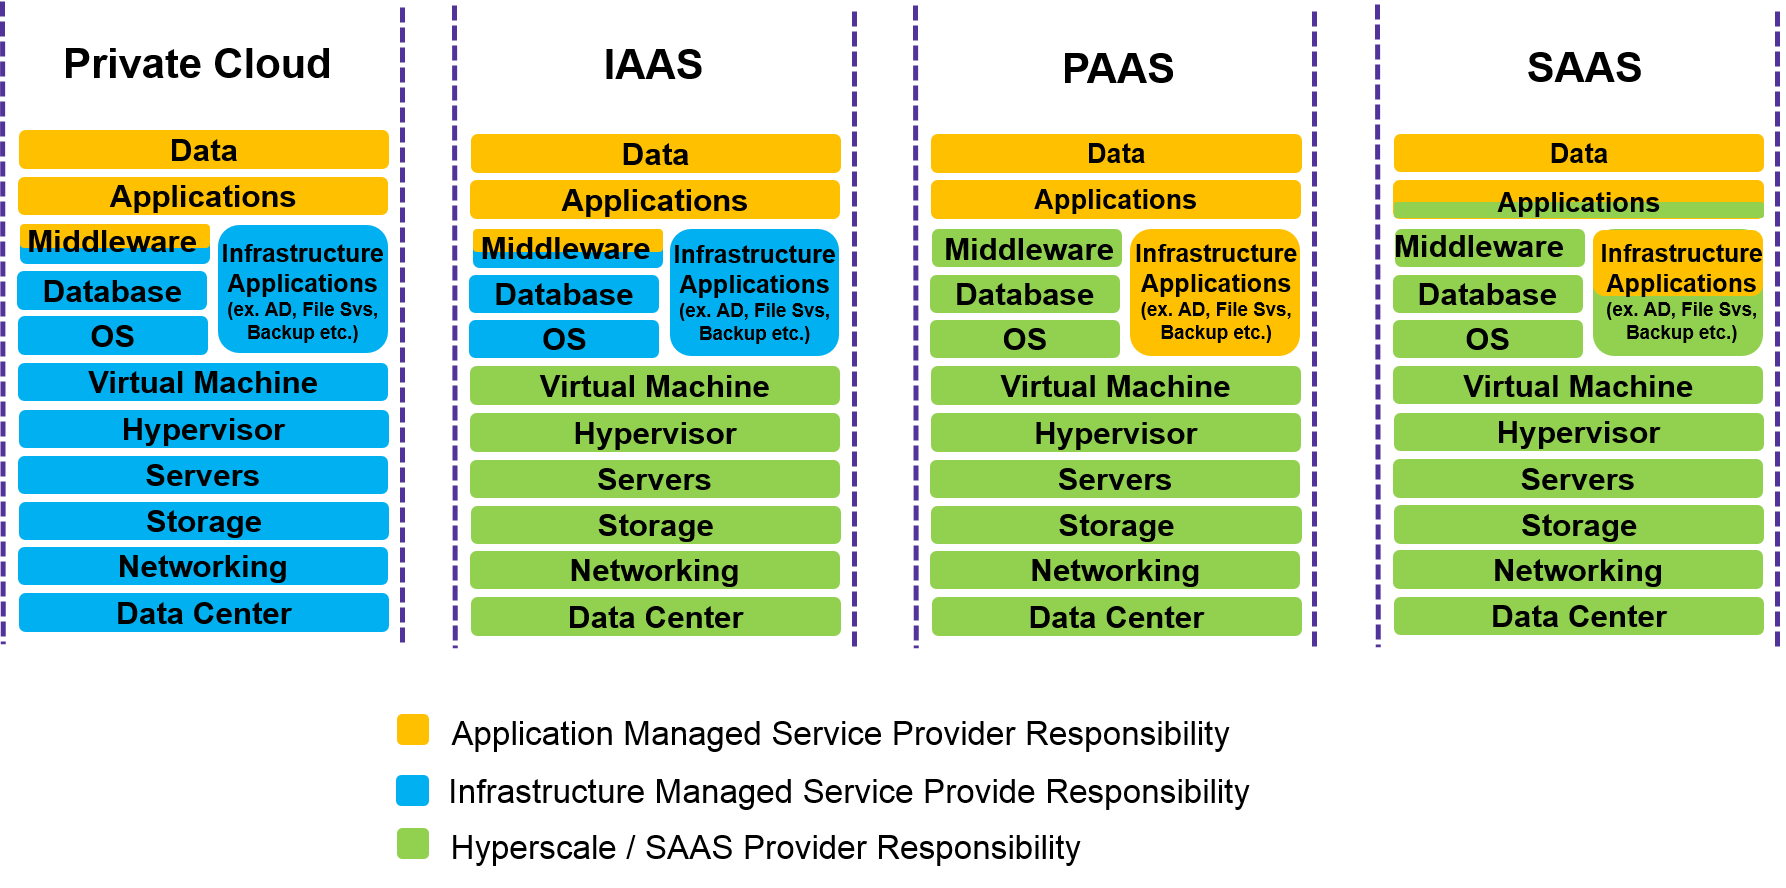 Private Cloud
Data
Applications
Middleware
Database
OS
Infrastructure
Applications
(ex. AD, File Svs,
Backup etc.)
Virtual Machine
Hypervisor
Servers
Storage
Networking
Data Center
IAAS
Data
Applications
Middleware
Database
OS
Infrastructure
Applications
(ex. AD, File Svs,
Backup etc.)
Virtual Machine
Hypervisor
Servers
Storage
Networking
Data Center
PAAS
Data
Applications
Middleware
Database
OS
Infrastructure
Applications
(ex. AD, File Svs,
Backup etc.)
Virtual Machine
Hypervisor
Servers
Storage
Networking
Data Center
SAAS
Data
Applications
Middleware
Database
OS
Infrastructure
Applications
(ex. AD, File Svs,
Backup etc.)
Virtual Machine
Hypervisor
Servers
Storage
Networking
Data Center
Application Managed Service Provider Responsibility
Infrastructure Managed Service Provide Responsibility
Hyperscale / SAAS Provider Responsibility